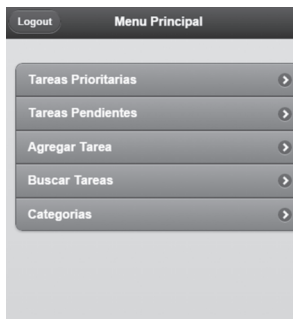 Logout Menu Principal
Tareas Prioritarias
Tareas Pendientes
Agregar Tarea
Buscar Tareas
Categorias